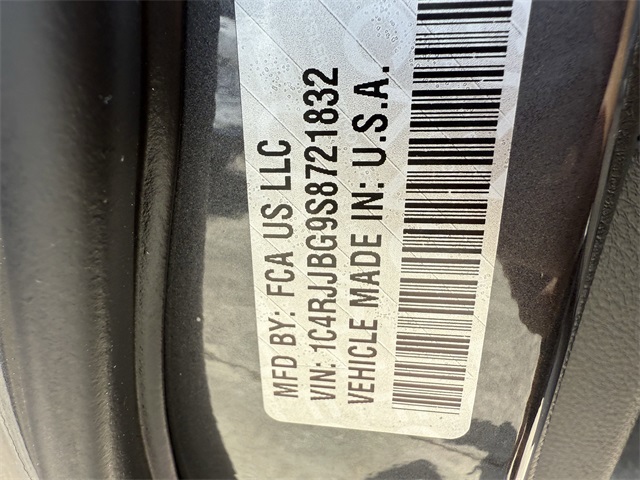 MFD BY: FCA US LLC
VIN: 1C4RJJBG9S8721832
VEHICLE MADE IN: U.S.A.